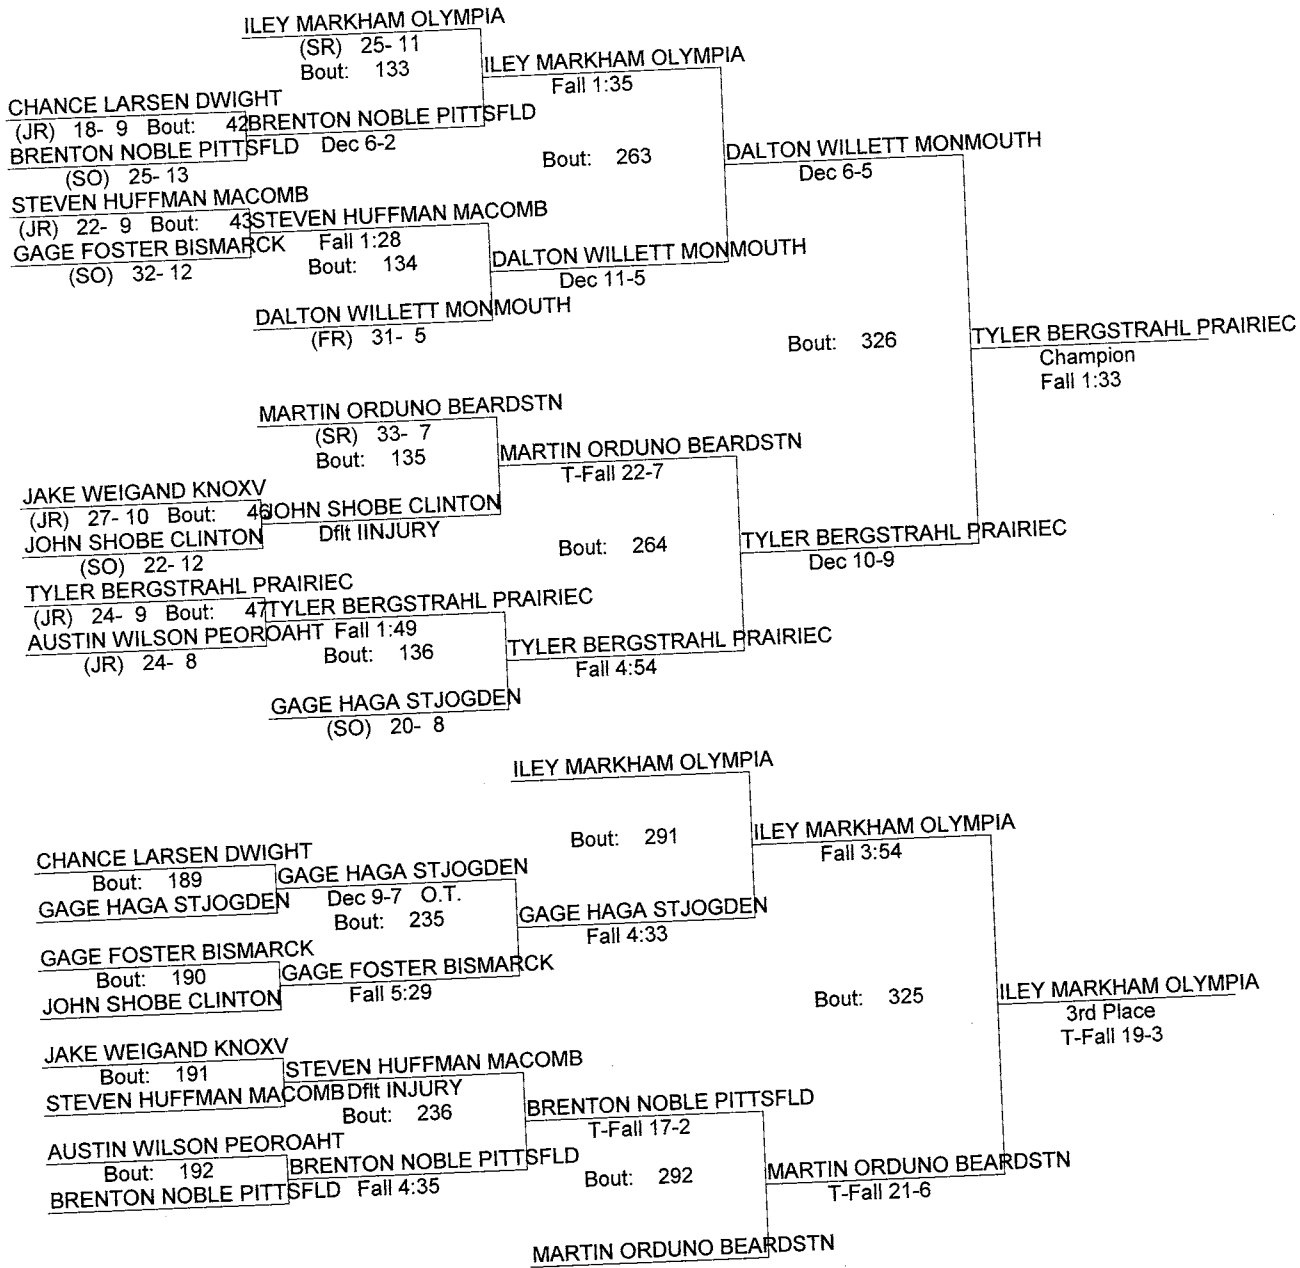 ILEY MARKHAM OLYMPIA
(SR) 25- 11
Bout: 133
ILEY MARKHAM OLYMPIA
Fall 1:35
CHANCE LARSEN DWIGHT
(JR) 18- 9 Bout: 42
BRENTON NOBLE PITTSFLD
BRENTON NOBLE PITTSFLD
Dec 6-2
(SO) 25- 13
Bout: 263
DALTON WILLETT MONMOUTH
Dec 6-5
STEVEN HUFFMAN MACOMB
(JR) 22- 9 Bout: 43
STEVEN HUFFMAN MACOMB
GAGE FOSTER BISMARCK
Fall 1:28
(SO) 32- 12
Bout: 134
DALTON WILLETT MONMOUTH
Dec 11-5
DALTON WILLETT MONMOUTH
(FR) 31- 5
Bout: 326
TYLER BERGSTRAHL PRAIRIEC
Champion
Fall 1:33
MARTIN ORDUNO BEARDSTN
(SR) 33- 7
Bout: 135
MARTIN ORDUNO BEARDSTN
T-Fall 22-7
JAKE WEIGAND KNOXV
(JR) 27- 10 Bout: 46
JOHN SHOBE CLINTON
JOHN SHOBE CLINTON
Dflt IINJURY
(SO) 22- 12
Bout: 264
TYLER BERGSTRAHL PRAIRIEC
Dec 10-9
TYLER BERGSTRAHL PRAIRIEC
(JR) 24- 9 Bout: 47
TYLER BERGSTRAHL PRAIRIEC
AUSTIN WILSON PEOROAHT
Fall 1:49
(JR) 24- 8
Bout: 136
TYLER BERGSTRAHL PRAIRIEC
Fall 4:54
GAGE HAGA STJOGDEN
(SO) 20- 8
ILEY MARKHAM OLYMPIA
Bout: 291
ILEY MARKHAM OLYMPIA
Fall 3:54
CHANCE LARSEN DWIGHT
Bout: 189
GAGE HAGA STJOGDEN
GAGE HAGA STJOGDEN
Dec 9-7 O.T.
Bout: 235
GAGE HAGA STJOGDEN
Fall 4:33
GAGE FOSTER BISMARCK
Bout: 190
GAGE FOSTER BISMARCK
JOHN SHOBE CLINTON
Fall 5:29
Bout: 325
ILEY MARKHAM OLYMPIA
3rd Place
T-Fall 19-3
JAKE WEIGAND KNOXV
Bout: 191
STEVEN HUFFMAN MACOMB
STEVEN HUFFMAN MACOMB
Dflt INJURY
Bout: 236
BRENTON NOBLE PITTSFLD
T-Fall 17-2
AUSTIN WILSON PEOROAHT
Bout: 192
BRENTON NOBLE PITTSFLD
BRENTON NOBLE PITTSFLD
Fall 4:35
Bout: 292
MARTIN ORDUNO BEARDSTN
T-Fall 21-6
MARTIN ORDUNO BEARDSTN